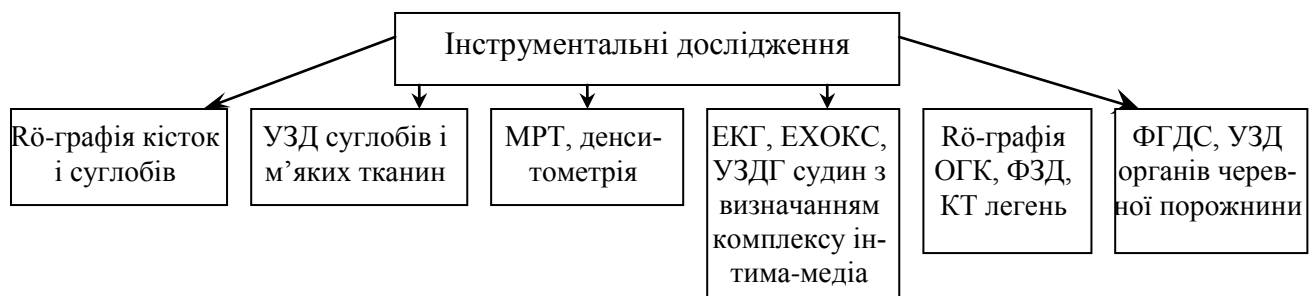 Інструментальні дослідження
Rö-графія кісток
і суглобів
УЗД суглобів і
м’яких тканин
МРТ, денси-
тометрія
ЕКГ, ЕХОКС,
УЗДГ судин з
визначанням
комплексу ін-
тима-медіа
Rö-графія
ОГК, ФЗД,
КТ легень
ФГДС, УЗД
органів черев-
ної порожнини